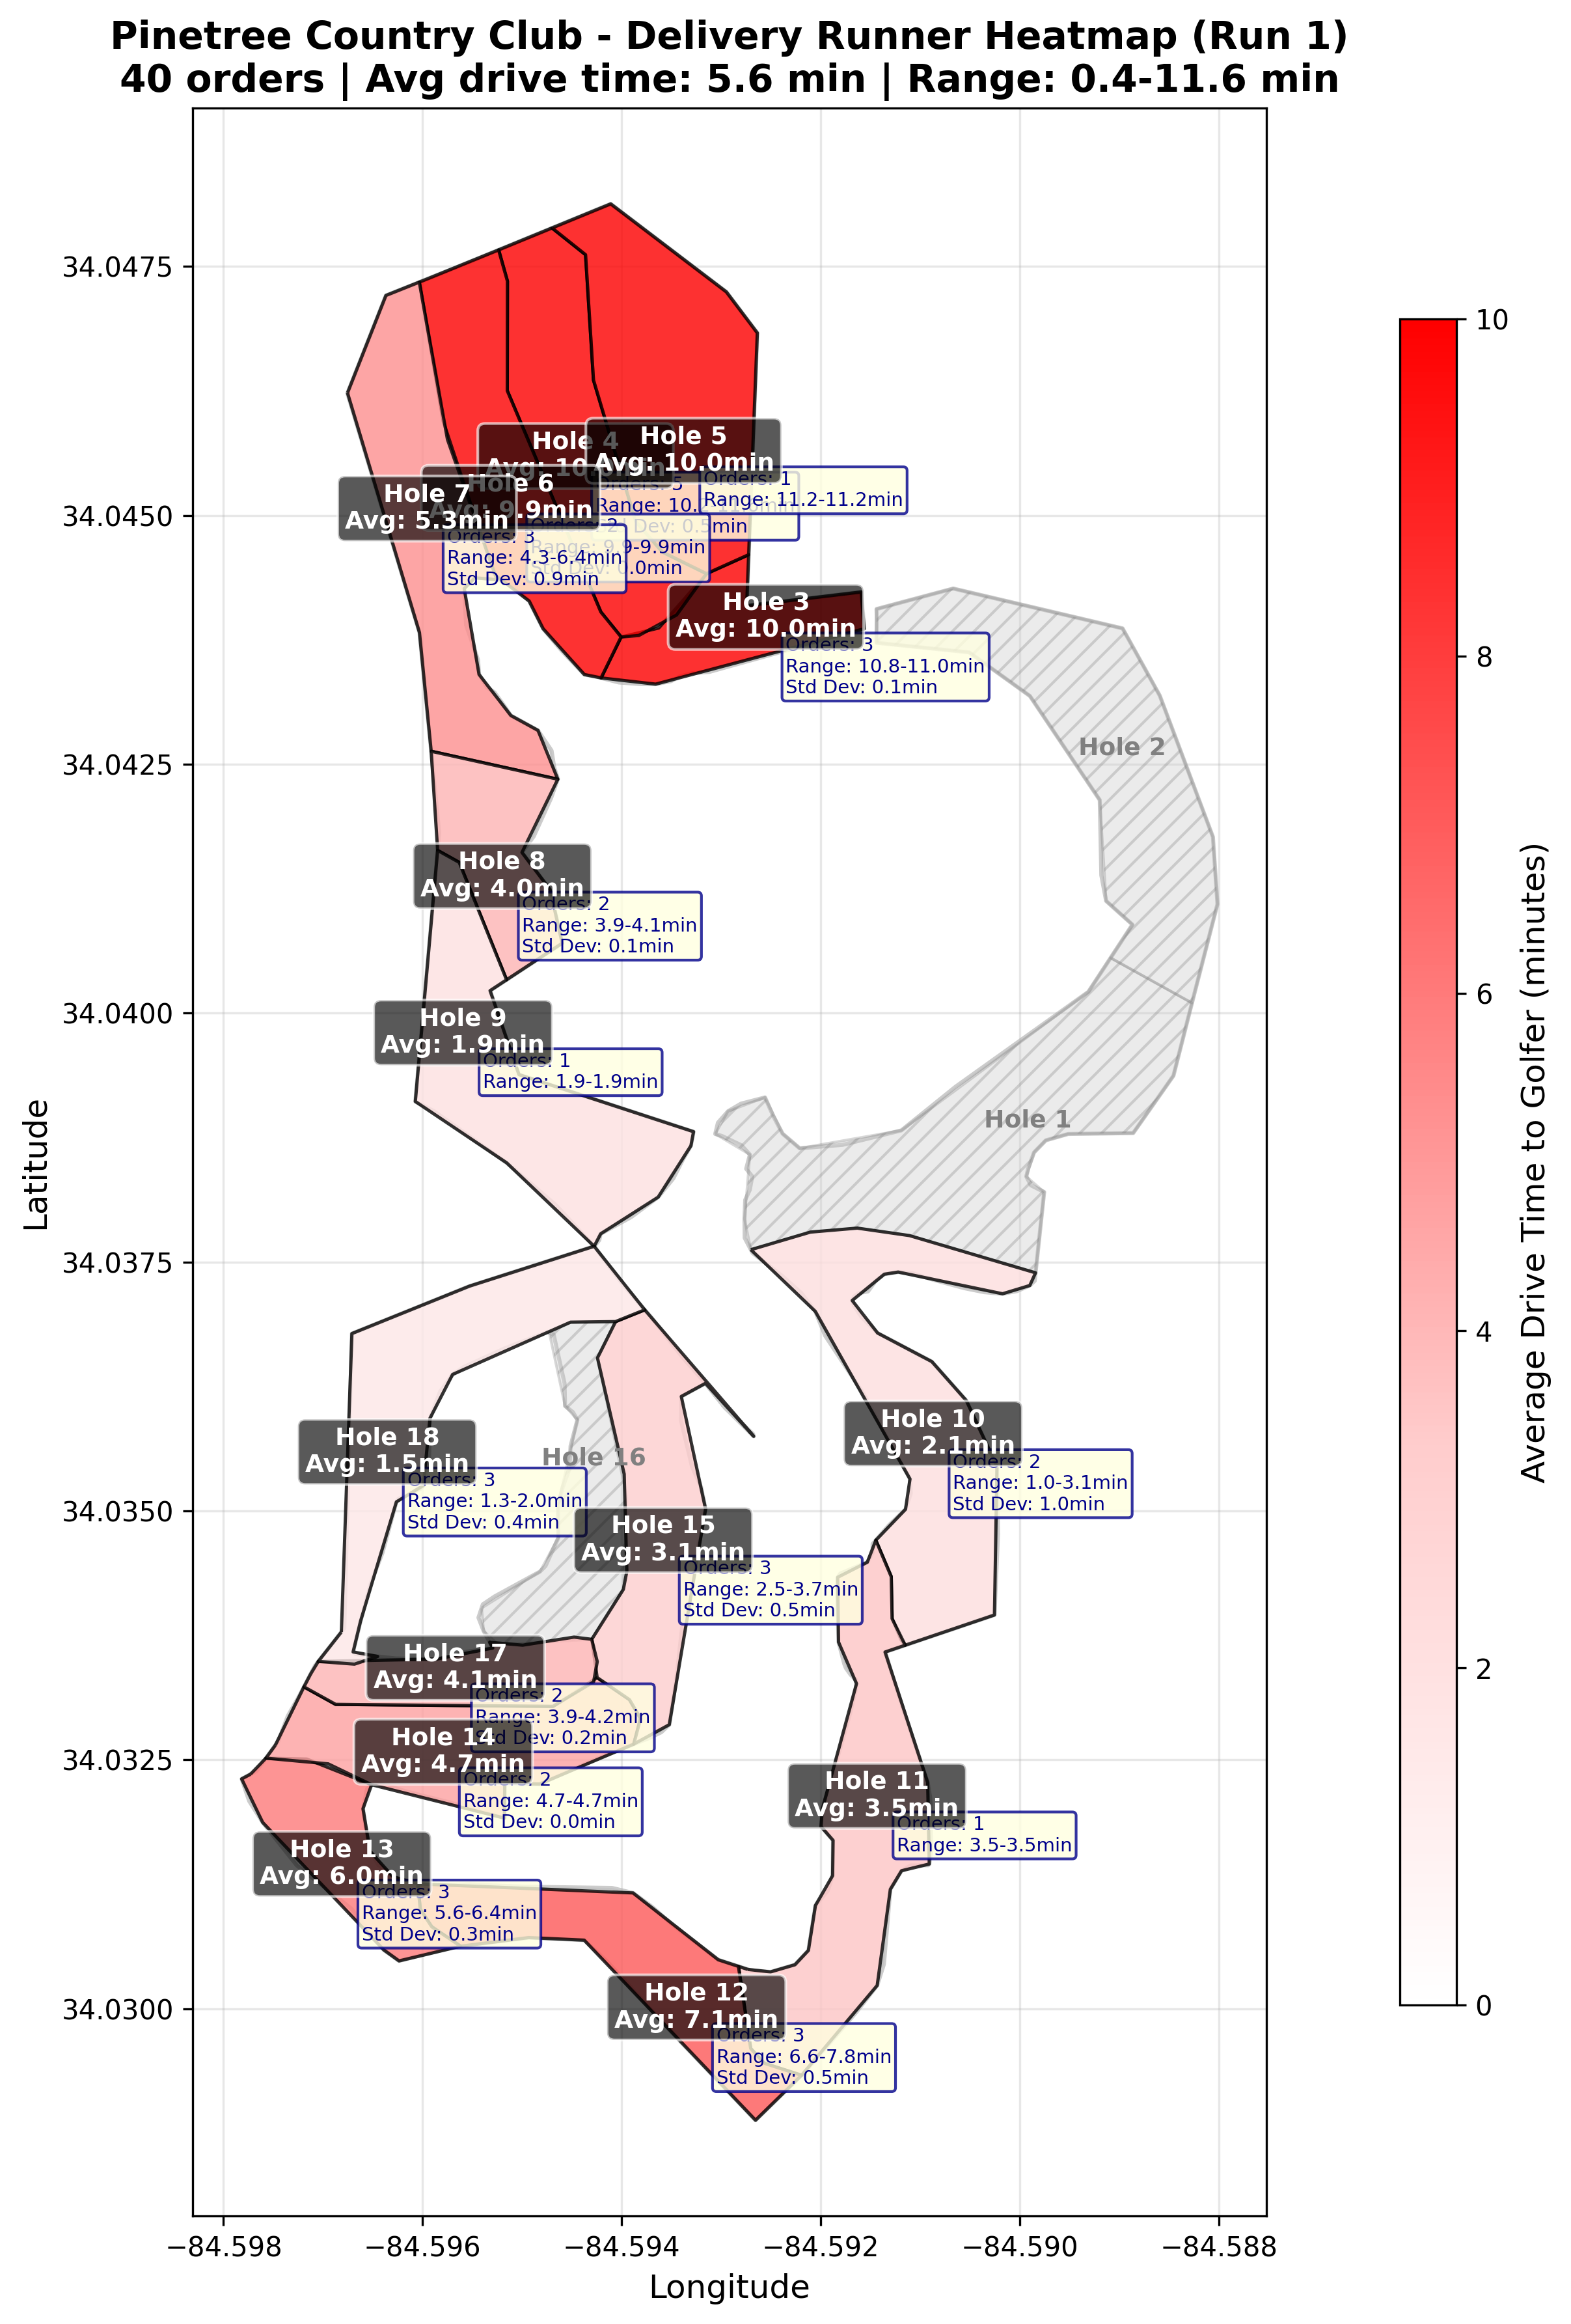 Pinetree Country Club - Delivery Runner Heatmap (Run 1)
40 orders | Avg drive time: 5.6 min | Range: 0.4-11.6 min
Latitude
34.0475
34.0450
34.0425
34.0400
34.0375
34.0350
34.0325
34.0300
Hole 4
Avg: 10.
Hole 5
Avg: 10.0min
Orders: 1
Range: 11.2-11.2min
Orders: 5
Range: 10.
Dev: 0.5min
Hole 6
Avg: 9.9min
Orders: 2
Range: 9.9-9.9min
Std Dev: 0.0min
Hole 7
Avg: 5.3min
Orders: 3
Range: 4.3-6.4min
Std Dev: 0.9min
Hole 3
Avg: 10.0min
Orders: 3
Range: 10.8-11.0min
Std Dev: 0.1min
Hole 2
Hole 8
Avg: 4.0min
Orders: 2
Range: 3.9-4.1min
Std Dev: 0.1min
Hole 9
Avg: 1.9min
Orders: 1
Range: 1.9-1.9min
Hole 1
Hole 10
Avg: 2.1min
Orders: 2
Range: 1.0-3.1min
Std Dev: 1.0min
Hole 18
Avg: 1.5min
Orders: 3
Range: 1.3-2.0min
Std Dev: 0.4min
Hole 16
Hole 15
Avg: 3.1min
Orders: 3
Range: 2.5-3.7min
Std Dev: 0.5min
Hole 17
Avg: 4.1min
Orders: 2
Range: 3.9-4.2min
Std Dev: 0.2min
Hole 14
Avg: 4.7min
Orders: 2
Range: 4.7-4.7min
Std Dev: 0.0min
Hole 11
Avg: 3.5min
Orders: 1
Range: 3.5-3.5min
Hole 13
Avg: 6.0min
Orders: 3
Range: 5.6-6.4min
Std Dev: 0.3min
Hole 12
Avg: 7.1min
Orders: 3
Range: 6.6-7.8min
Std Dev: 0.5min
−84.598
−84.596
−84.594
−84.592
−84.590
−84.588
Longitude
10
8
6
4
2
0
Average Drive Time to Golfer (minutes)